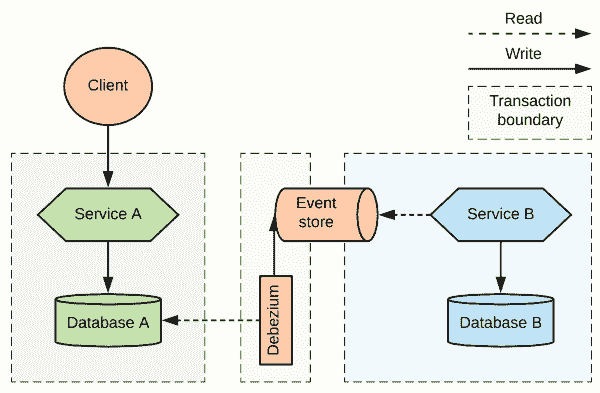 Read
Write
Transaction
boundary
Client
Service A
Event
store
Service B
Database A
Debezium
Database B